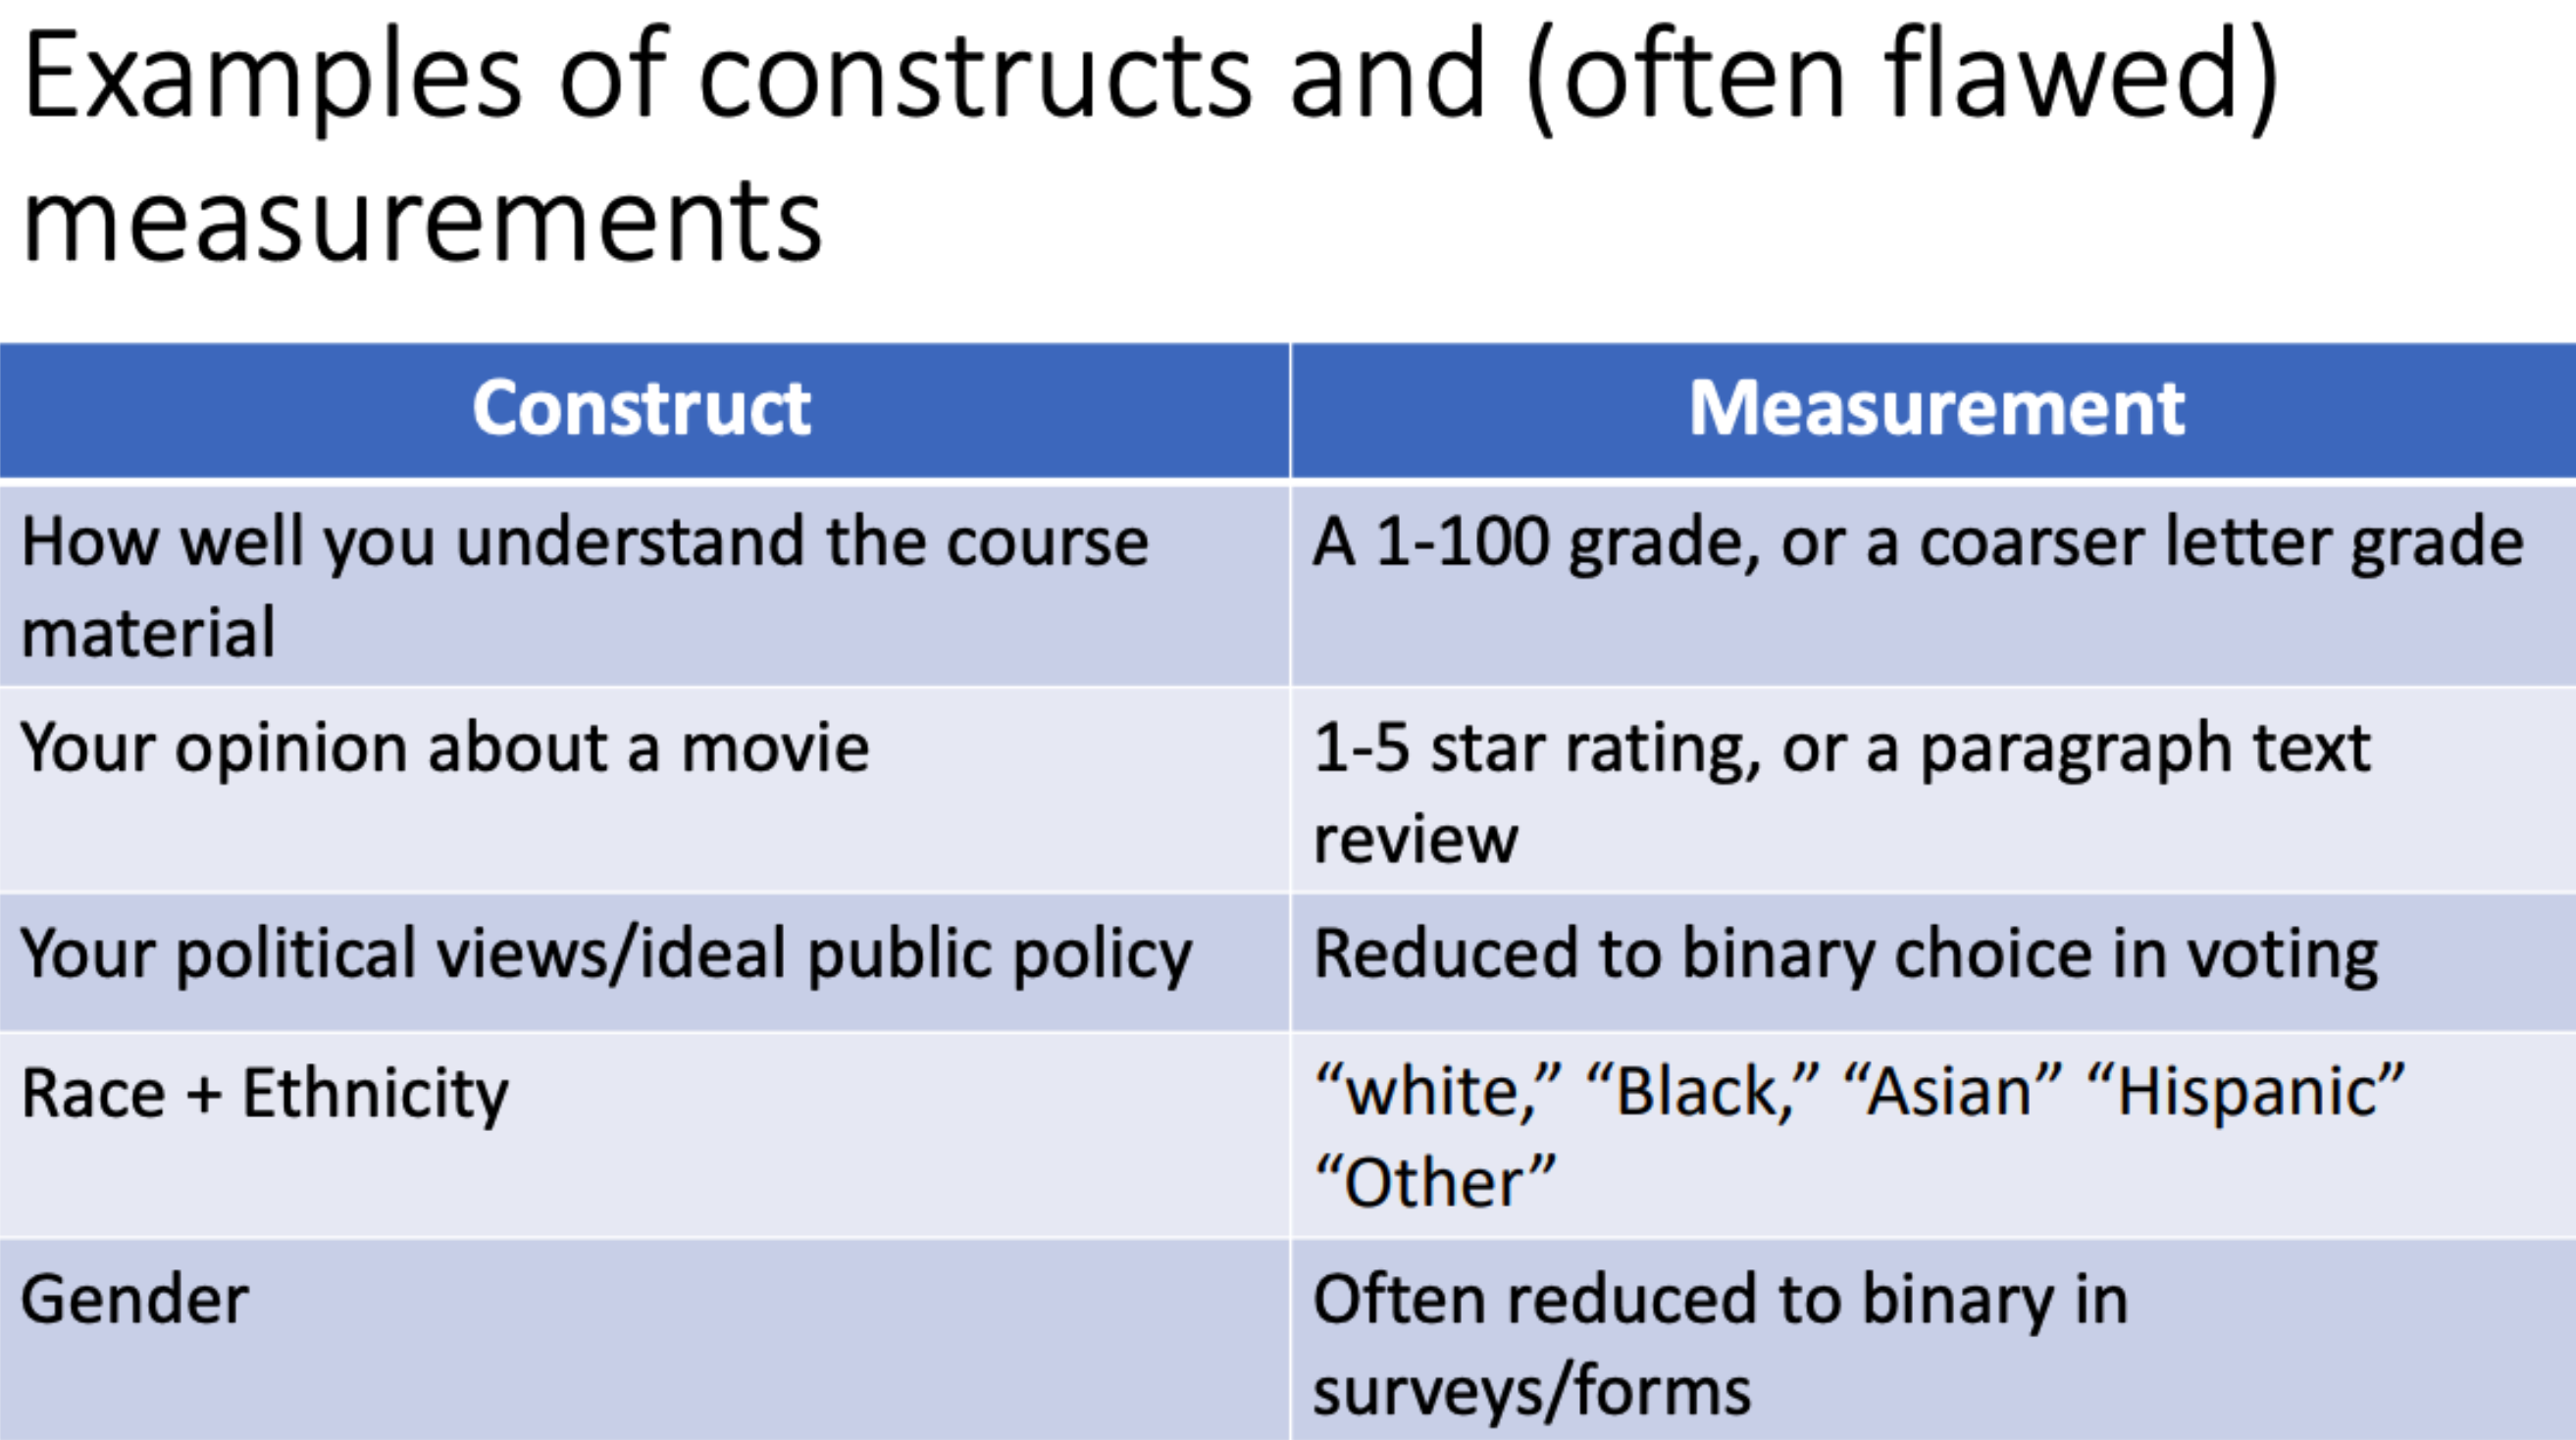 Examples of constructs and (often flawed)
measurements
Construct
Measurement
How well you understand the course
material
A 1-100 grade, or a coarser letter grade
Your opinion about a movie
1-5 star rating, or a paragraph text
review
Your political views/ideal public policy
Reduced to binary choice in voting
Race + Ethnicity
“white,” “Black,” “Asian” “Hispanic”
“Other”
Gender
Often reduced to binary in
surveys/forms